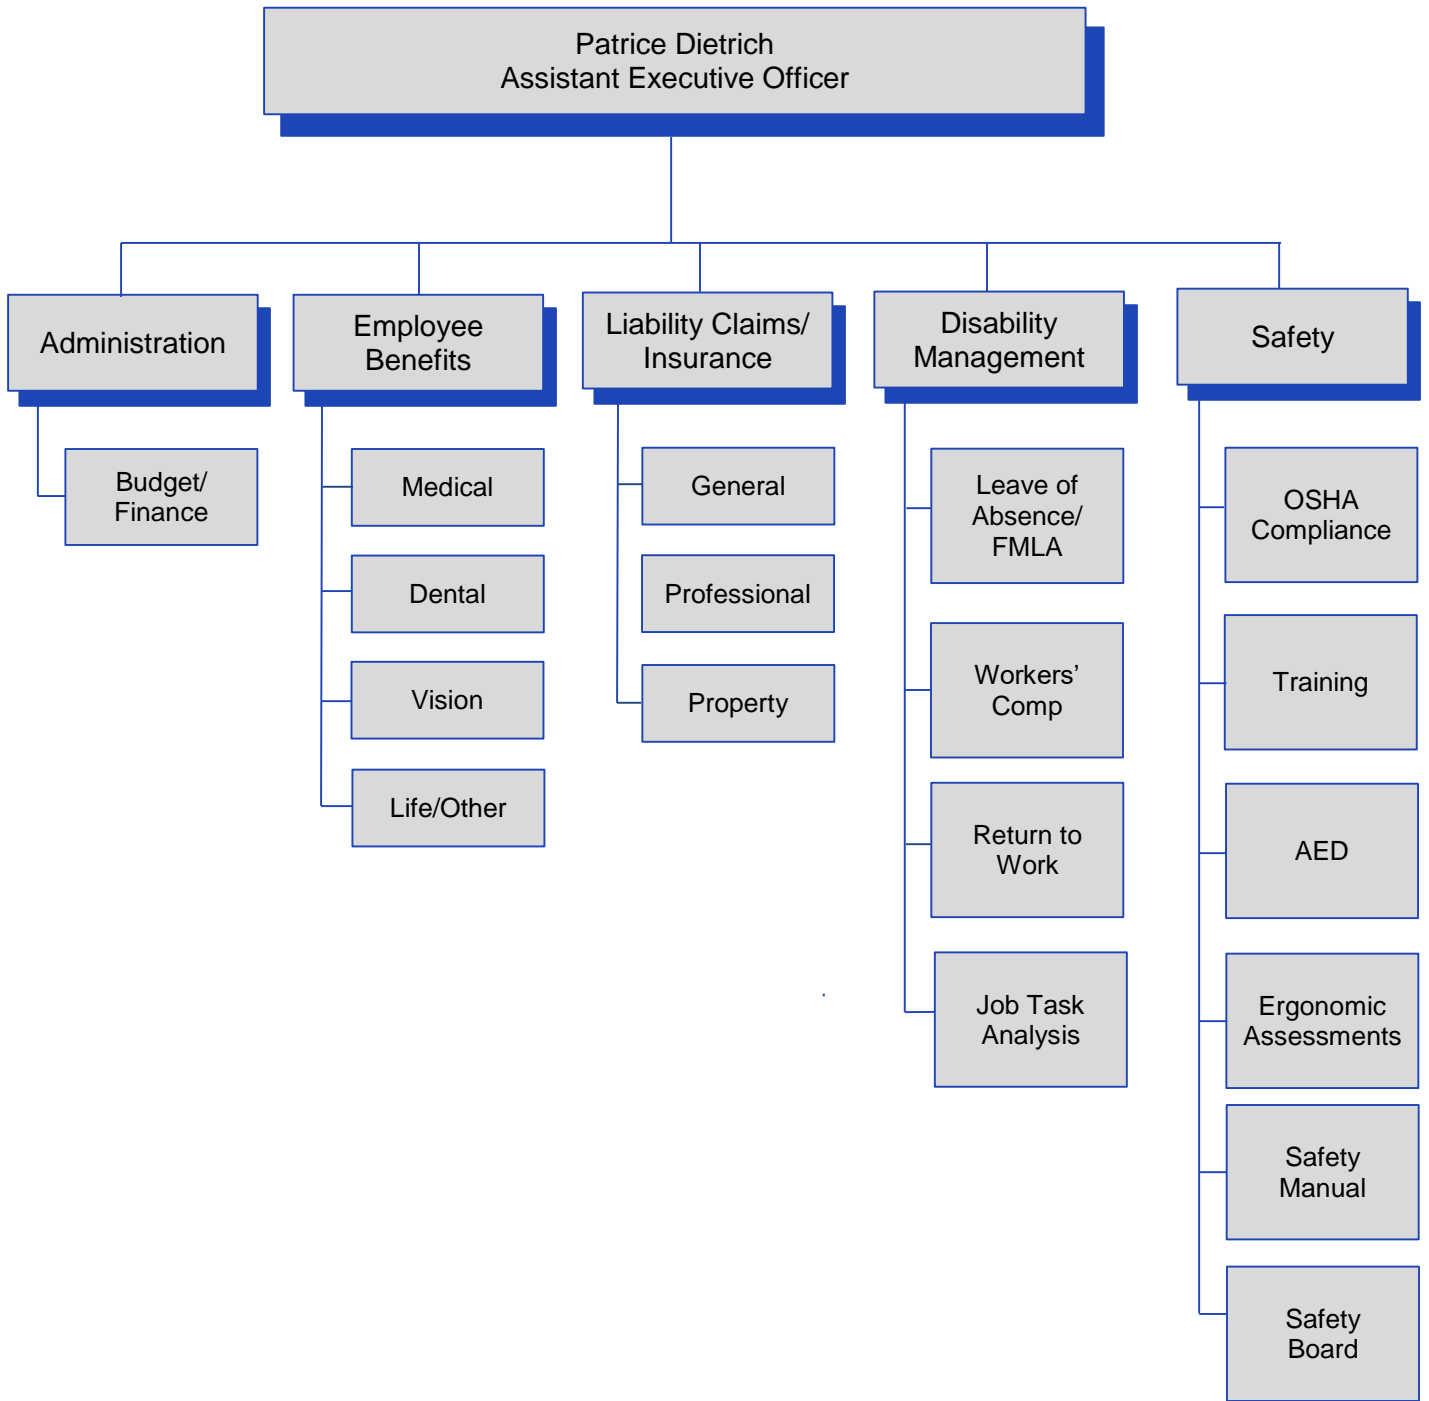 Patrice Dietrich
Assistant Executive Officer
Administration
Employee
Benefits
Liability Claims/
Insurance
Disability
Management
Safety
Budget/
Finance
Medical
Dental
Vision
Life/Other
General
Professional
Property
Leave of
Absence/
FMLA
Workers’
Comp
Return to
Work
Job Task
Analysis
OSHA
Compliance
Training
AED
Ergonomic
Assessments
Safety
Manual
Safety
Board